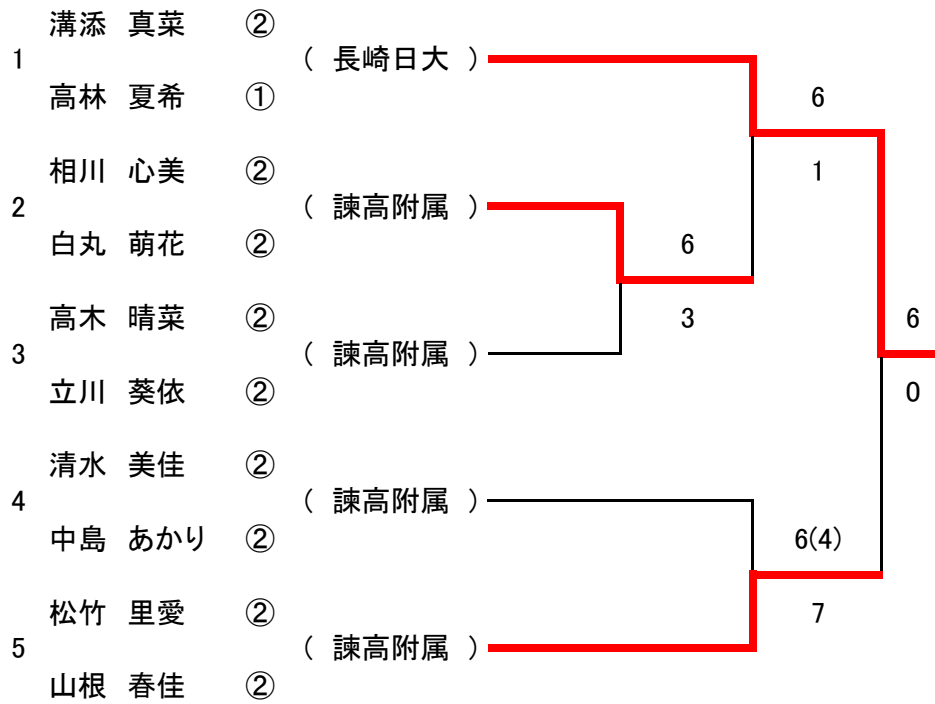 溝添 真菜 ②
1 ( 長崎日大 )
高林 夏希 ① 6
相川 心美 ② 1
2 ( 諫高附属 )
白丸 萌花 ② 6
高木 晴菜 ② 3 6
3 ( 諫高附属 )
立川 葵依 ② 0
清水 美佳 ②
4 ( 諫高附属 )
中島 あかり ② 6(4)
松竹 里愛 ② 7
5 ( 諫高附属 )
山根 春佳 ②